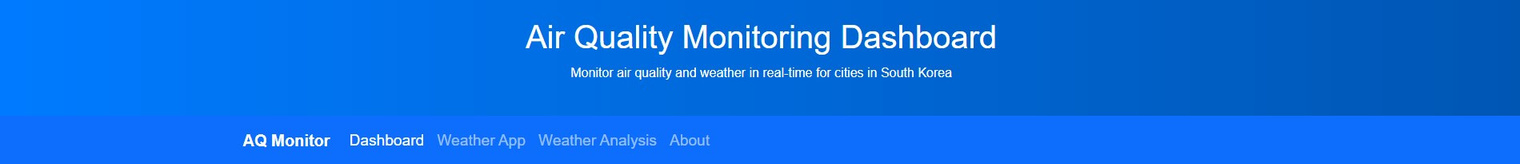 Air Quality Monitoring Dashboard
Monitor air quality and weather in real-time for cities in South Korea
AQ Monitor Dashboard Weather App Weather Analysis About